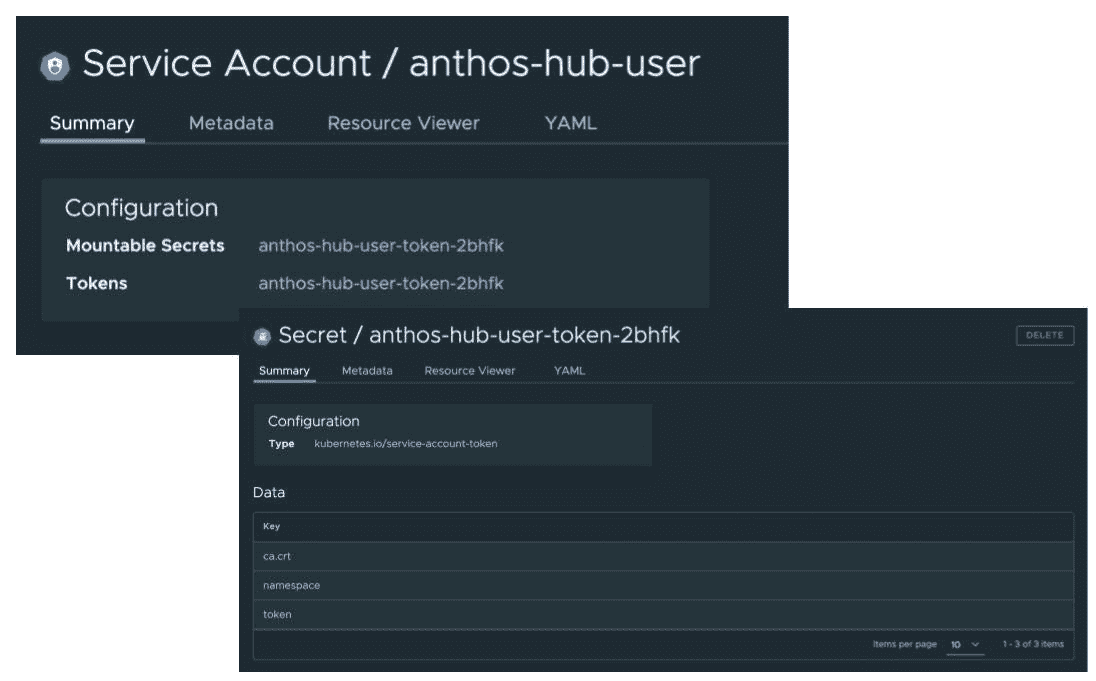 Service Account / anthos-hub-user
Summary Metadata Resource Viewer YAML
Configuration
Mountable Secrets anthos-hub-user-token-2bhfk
Tokens anthos-hub-user-token-2bhfk
Secret / anthos-hub-user-token-2bhfk DELETE
Summary Metadata Resource Viewer YAML
Configuration
Type kubernetes.io/service-account-token
Data
Key
ca.crt
namespace
token
Items per page 10 1 - 3 of 3 items